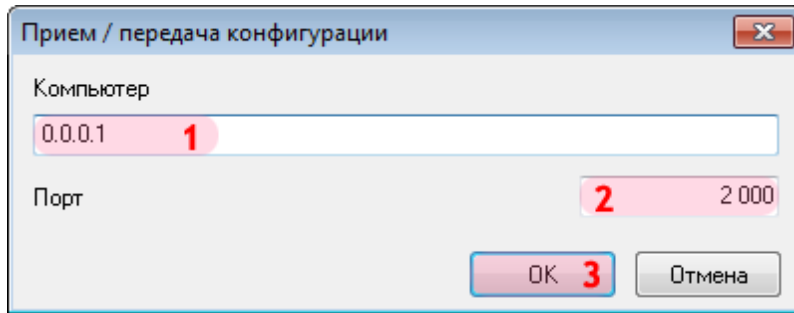 Прием / передача конфигурации
Компьютер
0.0.0.1 1
Порт 2 2 000
OK 3 Отмена